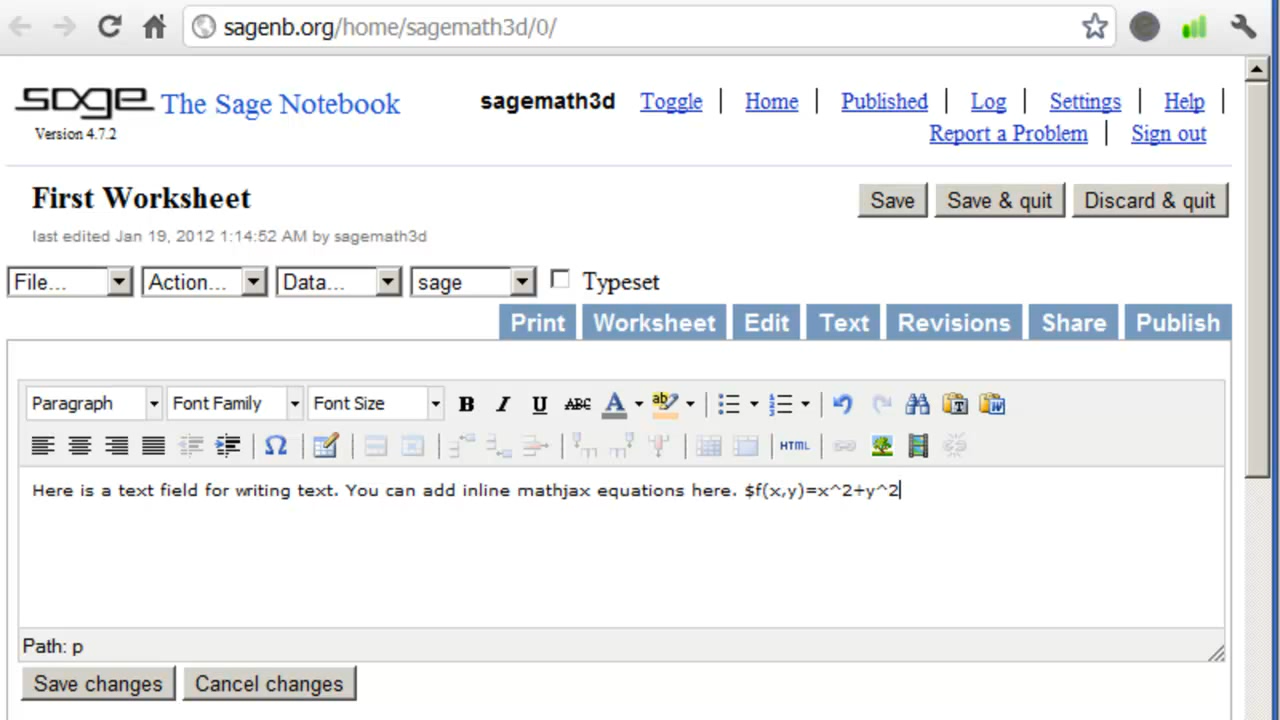 sagenb.org/home/sagemath3d/0/
sage The Sage Notebook
Version 4.7.2
sagemath3d Toggle | Home | Published | Log | Settings | Help |
Report a Problem | Sign out
First Worksheet
Save Save & quit Discard & quit
last edited Jan 19, 2012 1:14:52 AM by sagemath3d
File... Action... Data... sage Typeset
Print Worksheet Edit Text Revisions Share Publish
Paragraph Font Family Font Size B I U ABC A ab
Ω HTML
Here is a text field for writing text. You can add inline mathjax equations here. $f(x,y)=x^2+y^2
Path: p
Save changes Cancel changes